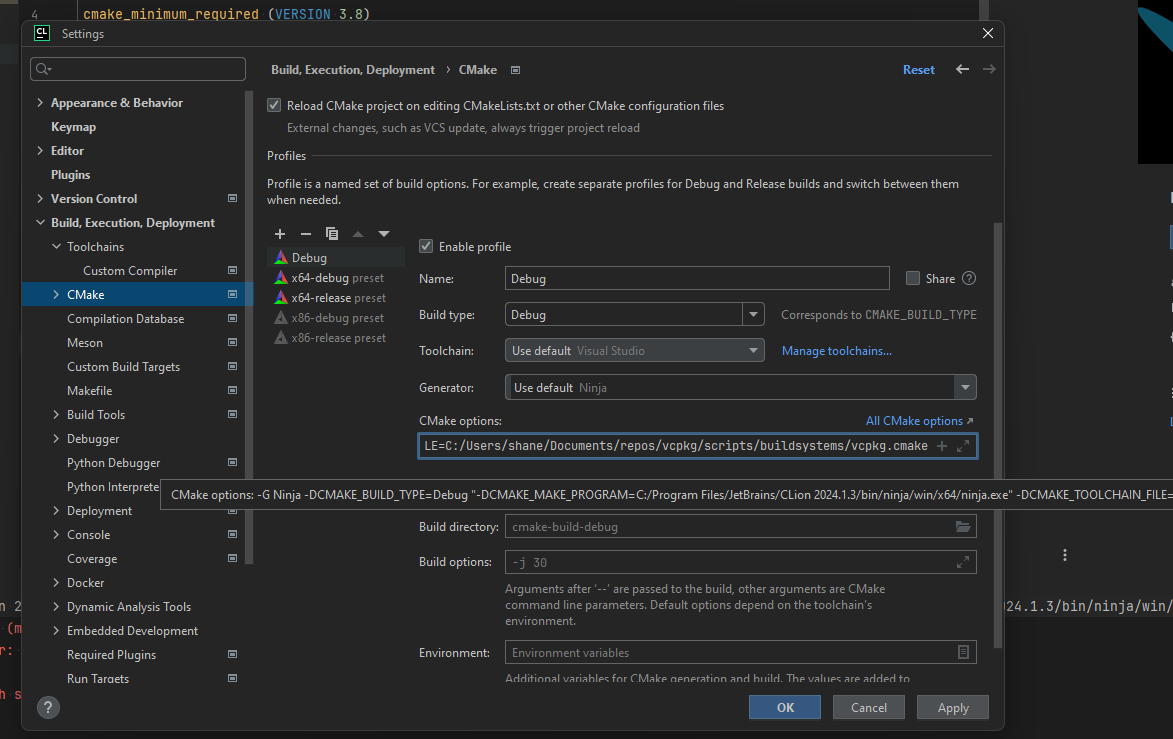 4 cmake_minimum_required (VERSION 3.8)
CL Settings
Build, Execution, Deployment › CMake
Reset
Appearance & Behavior
Keymap
Editor
Plugins
Version Control
Build, Execution, Deployment
Toolchains
Custom Compiler
CMake
Compilation Database
Meson
Custom Build Targets
Makefile
Build Tools
Debugger
Python Debugger
Python Interprete
Deployment
Console
Coverage
Docker
Dynamic Analysis Tools
Embedded Development
Required Plugins
Run Targets
Reload CMake project on editing CMakeLists.txt or other CMake configuration files
External changes, such as VCS update, always trigger project reload
Profiles
Profile is a named set of build options. For example, create separate profiles for Debug and Release builds and switch between them
when needed.
Debug
x64-debug preset
x64-release preset
x86-debug preset
x86-release preset
Enable profile
Name: Debug
Share ?
Build type: Debug
Corresponds to CMAKE_BUILD_TYPE
Toolchain: Use default Visual Studio
Manage toolchains...
Generator: Use default Ninja
CMake options:
All CMake options
LE=C:/Users/shane/Documents/repos/vcpkg/scripts/buildsystems/vcpkg.cmake
CMake options: -G Ninja -DCMAKE_BUILD_TYPE=Debug "-DCMAKE_MAKE_PROGRAM=C:/Program Files/JetBrains/CLion 2024.1.3/bin/ninja/win/x64/ninja.exe" -DCMAKE_TOOLCHAIN_FILE=
Build directory: cmake-build-debug
Build options: -j 30
Arguments after '--' are passed to the build, other arguments are CMake
command line parameters. Default options depend on the toolchain's
environment.
Environment: Environment variables
Additional variables for CMake generation and build. The values are added to
? OK Cancel Apply
n 2
(m
r:
h s
024.1.3/bin/ninja/win/